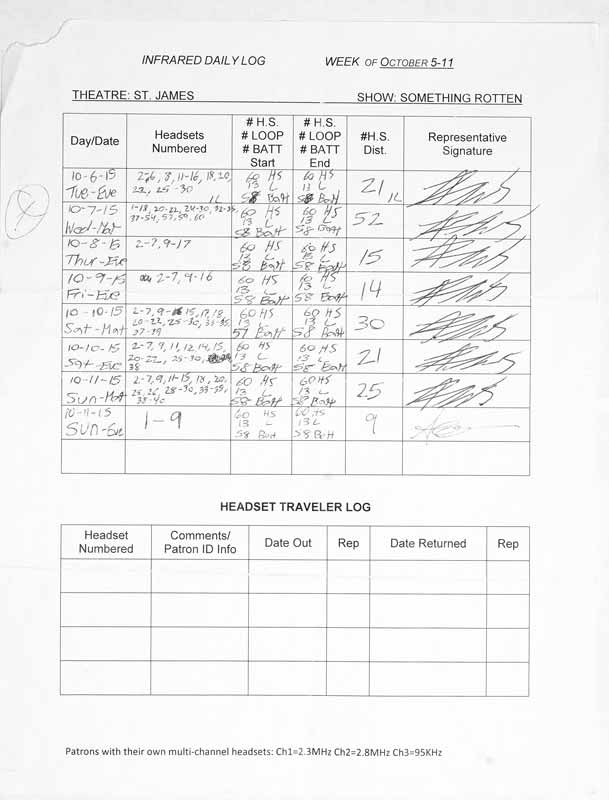 INFRARED DAILY LOG WEEK OF OCTOBER 5-11
THEATRE: ST. JAMES SHOW: SOMETHING ROTTEN
Day/Date
Headsets
Numbered
# H.S.
# LOOP
# BATT
Start
# H.S.
# LOOP
# BATT
End
#H.S.
Dist.
Representative
Signature
10-6-15
Tue-Eve
8, 11-16, 18, 20,
22, 25-30 1L
60 HS
13 L
58 Batt
60 HS
11 L
58 Batt
21 1L
10-7-15
Wed-Mat
1-18, 20-22, 24-30, 32-35,
37-54, 57, 59, 60
60 HS
13 L
58 Batt
60 HS
13 L
58 Batt
52
10-8-15
Thur-Eve
2-7, 9-17
60 HS
13 L
58 Batt
60 HS
13 L
58 Batt
15
10-9-15
Fri-Eve
2-7, 9-16
60 HS
13 L
58 Batt
60 HS
13 L
58 Batt
14
10-10-15
Sat-Mat
2-7, 9-15, 17, 18
20-22, 25-30, 33-35,
37-39
60 HS
13 L
57 Batt
60 HS
13 L
58 Batt
30
10-10-15
Sat-Eve
2-7, 9, 11, 12, 14, 15,
20-22, 25-30,
38
60 HS
13 L
58 Batt
60 HS
13 L
58 Batt
21
10-11-15
Sun-Mat
2-7, 9, 11-15, 18, 20,
25, 26, 28-30, 33-35,
38-40
60 HS
13 L
58 Batt
60 HS
13 L
58 Batt
25
10-11-15
Sun-Eve
1-9
60 HS
13 L
58 Batt
60 HS
13 L
58 Batt
9
HEADSET TRAVELER LOG
Headset
Numbered
Comments/
Patron ID Info
Date Out
Rep
Date Returned
Rep
Patrons with their own multi-channel headsets: Ch1=2.3MHz Ch2=2.8MHz Ch3=95KHz